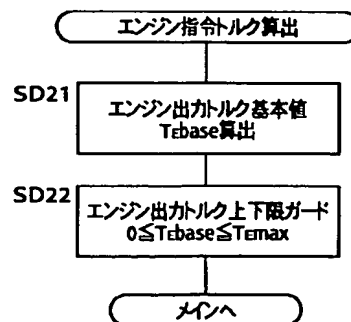 エンジン指令トルク算出
SD21
エンジン出力トルク基本値
TEbase算出
SD22
エンジン出力トルク上下限ガード
0≦TEbase≦TEmax
メインへ